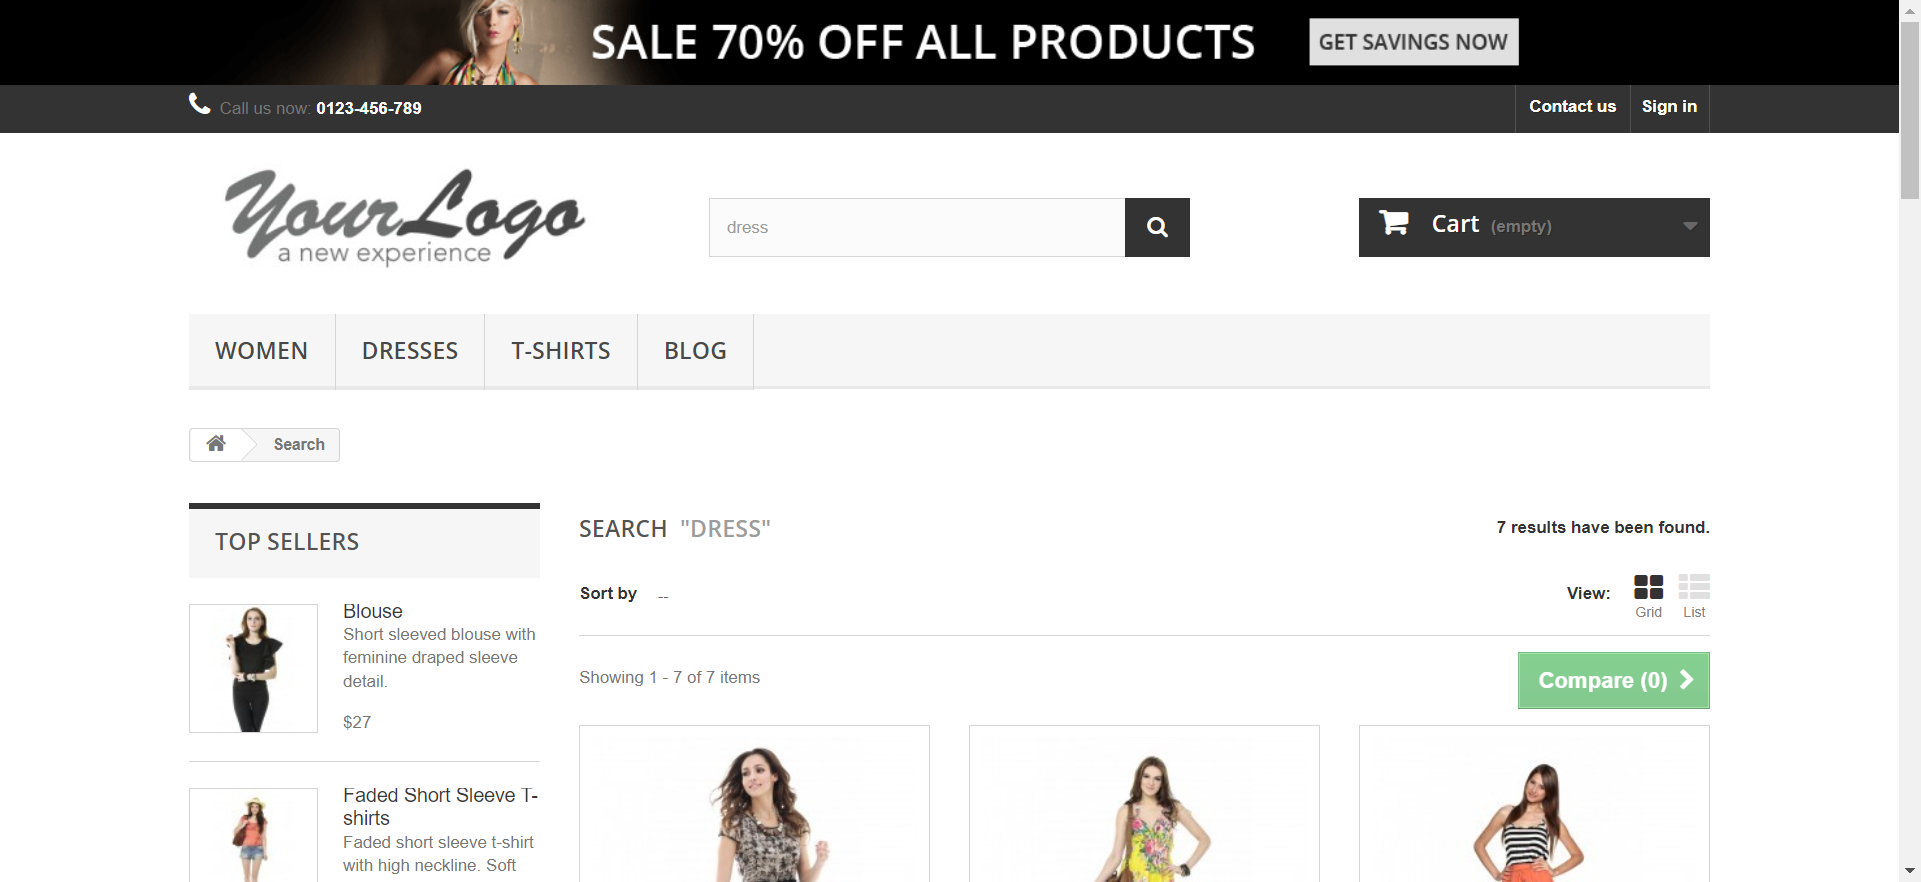 SALE 70% OFF ALL PRODUCTS
GET SAVINGS NOW
Call us now: 0123-456-789
Contact us
Sign in
YourLogo
a new experience
dress
Cart (empty)
WOMEN
DRESSES
T-SHIRTS
BLOG
Search
TOP SELLERS
Blouse
Short sleeved blouse with
feminine draped sleeve
detail.
$27
Faded Short Sleeve T-
shirts
Faded short sleeve t-shirt
with high neckline. Soft
SEARCH "DRESS"
7 results have been found.
Sort by --
View:
Grid
List
Showing 1 - 7 of 7 items
Compare (0)